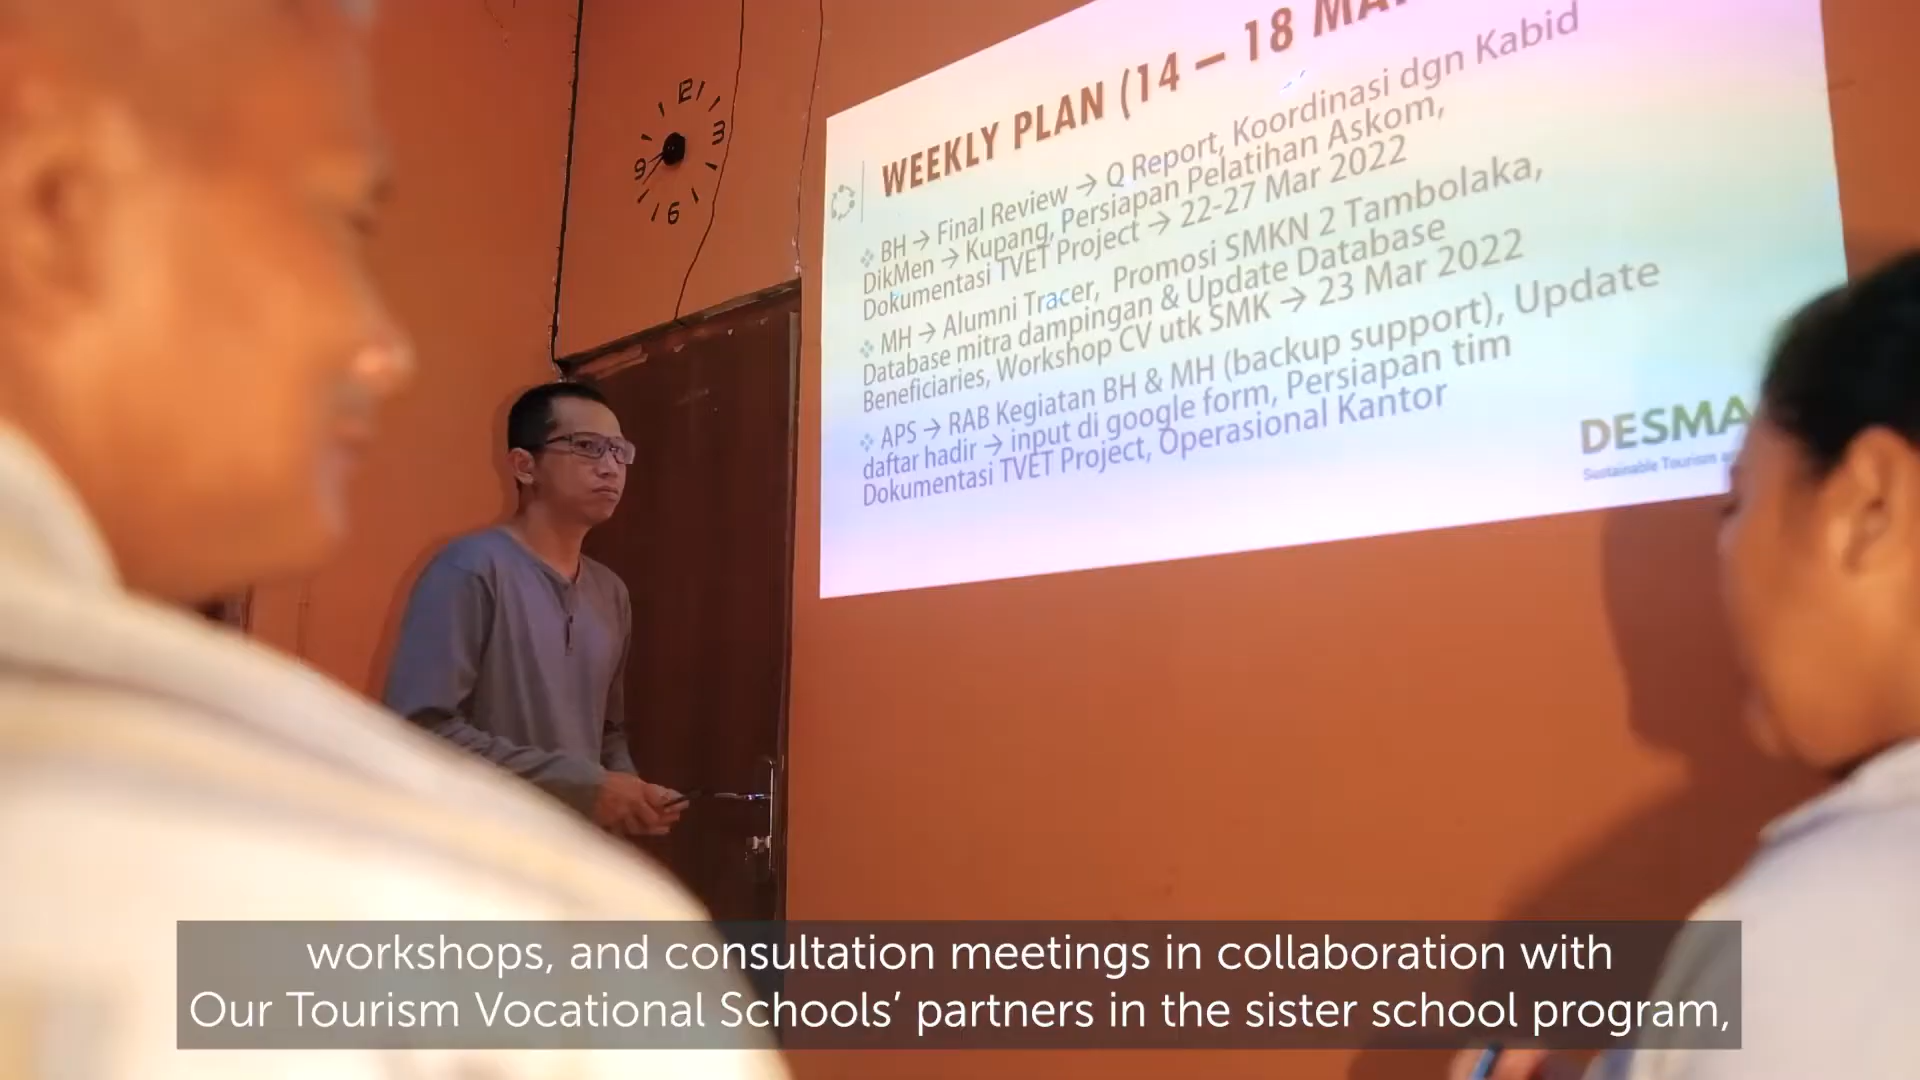 12
3
9
6
WEEKLY PLAN (14 – 18 MA
BH → Final Review → Q Report, Koordinasi dgn Kabid
DikMen → Kupang, Persiapan Pelatihan Askom,
Dokumentasi TVET Project → 22-27 Mar 2022
MH → Alumni Tracer, Promosi SMKN 2 Tambolaka,
Database mitra dampingan & Update Database
Beneficiaries, Workshop CV utk SMK → 23 Mar 2022
APS → RAB Kegiatan BH & MH (backup support), Update
daftar hadir → input di google form, Persiapan tim
Dokumentasi TVET Project, Operasional Kantor
DESMA
Sustainable Tourism
workshops, and consultation meetings in collaboration with
Our Tourism Vocational Schools’ partners in the sister school program,